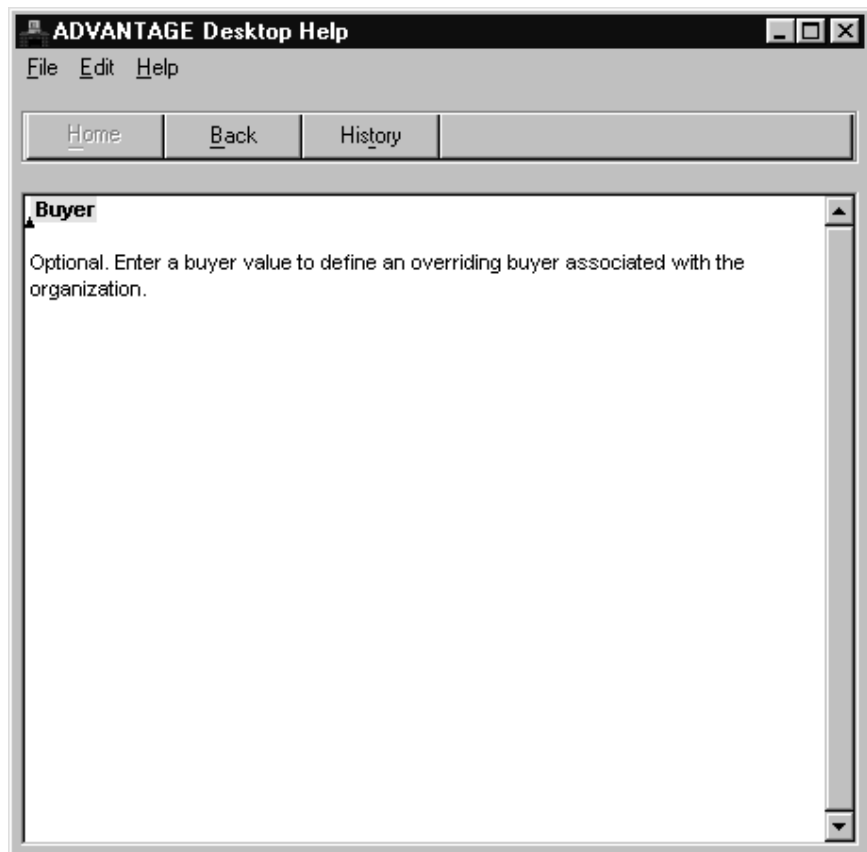 ADVANTAGE Desktop Help
File Edit Help
Home Back History
Buyer
Optional. Enter a buyer value to define an overriding buyer associated with the
organization.